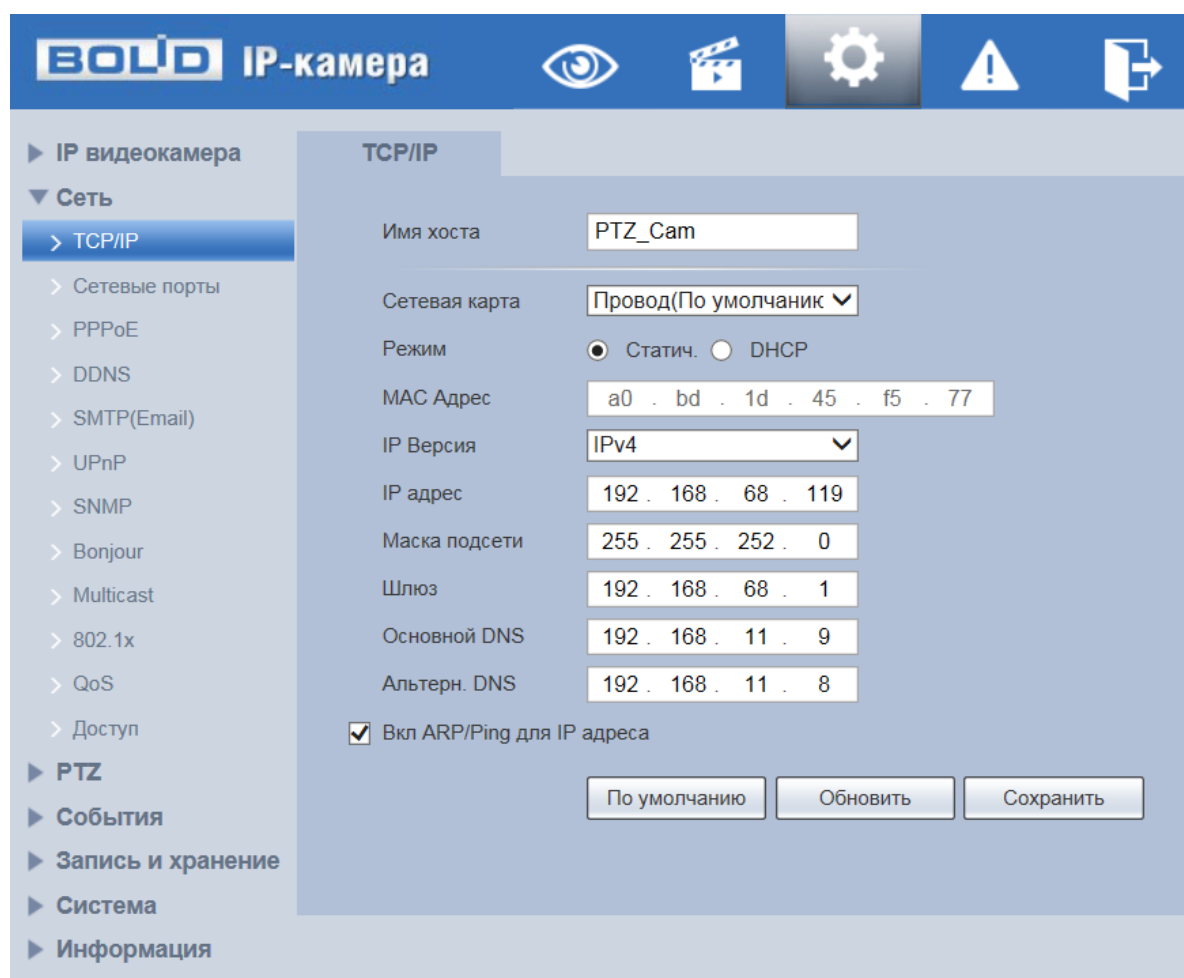 BOLID IP-камера
IP видеокамера
Сеть
TCP/IP
Сетевые порты
PPPoE
DDNS
SMTP(Email)
UPnP
SNMP
Bonjour
Multicast
802.1x
QoS
Доступ
PTZ
События
Запись и хранение
Система
Информация
TCP/IP
Имя хоста PTZ_Cam
Сетевая карта Провод(По умолчаник
Режим Статич. DHCP
MAC Адрес a0 . bd . 1d . 45 . f5 . 77
IP Версия IPv4
IP адрес 192 . 168 . 68 . 119
Маска подсети 255 . 255 . 252 . 0
Шлюз 192 . 168 . 68 . 1
Основной DNS 192 . 168 . 11 . 9
Альтерн. DNS 192 . 168 . 11 . 8
Вкл ARP/Ping для IP адреса
По умолчанию Обновить Сохранить